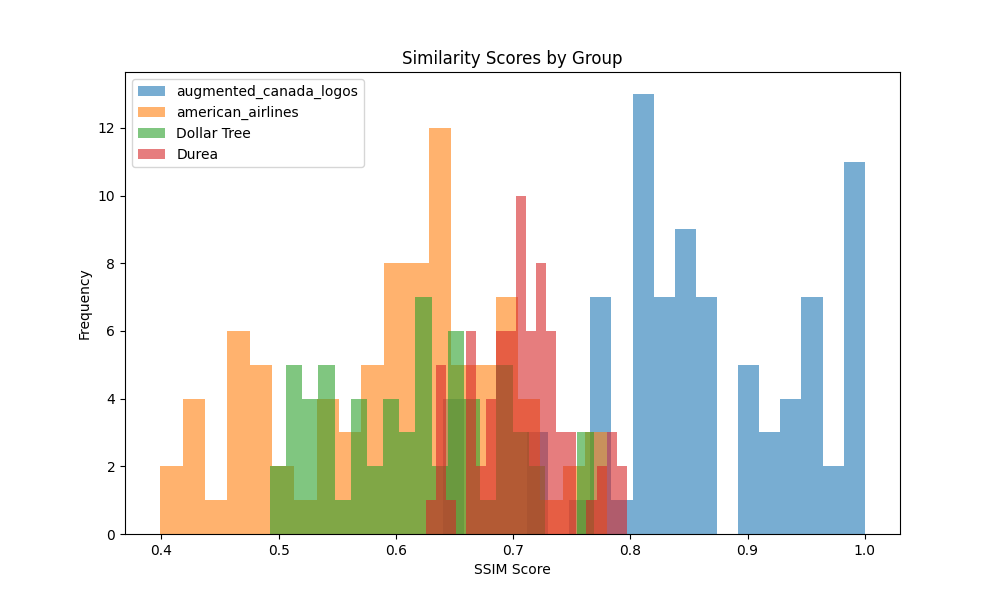 Similarity Scores by Group
augmented_canada_logos
american_airlines
Dollar Tree
Durea
Frequency
12
10
8
6
4
2
0
0.4 0.5 0.6 0.7 0.8 0.9 1.0
SSIM Score